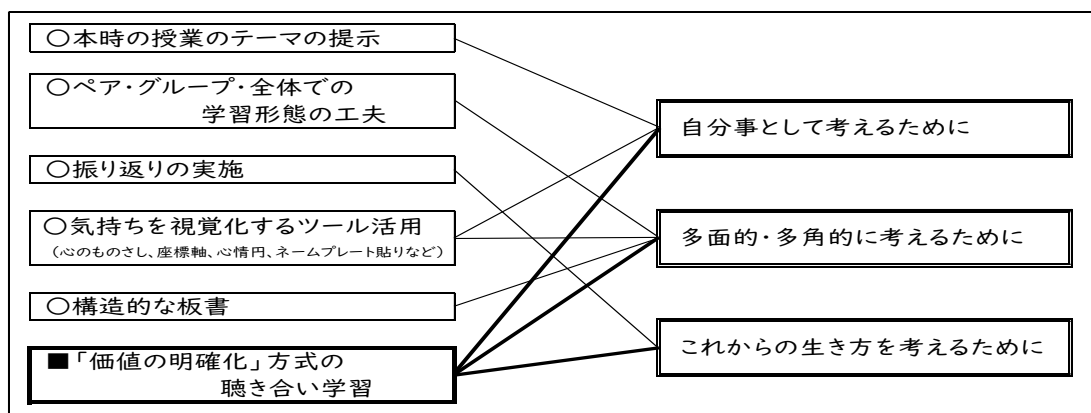 ○本時の授業のテーマの提示
○ペア・グループ・全体での
学習形態の工夫
○振り返りの実施
○気持ちを視覚化するツール活用
（心のものさし、座標軸、心情円、ネームプレート貼りなど）
○構造的な板書
■「価値の明確化」方式の
聴き合い学習
自分事として考えるために
多面的・多角的に考えるために
これからの生き方を考えるために